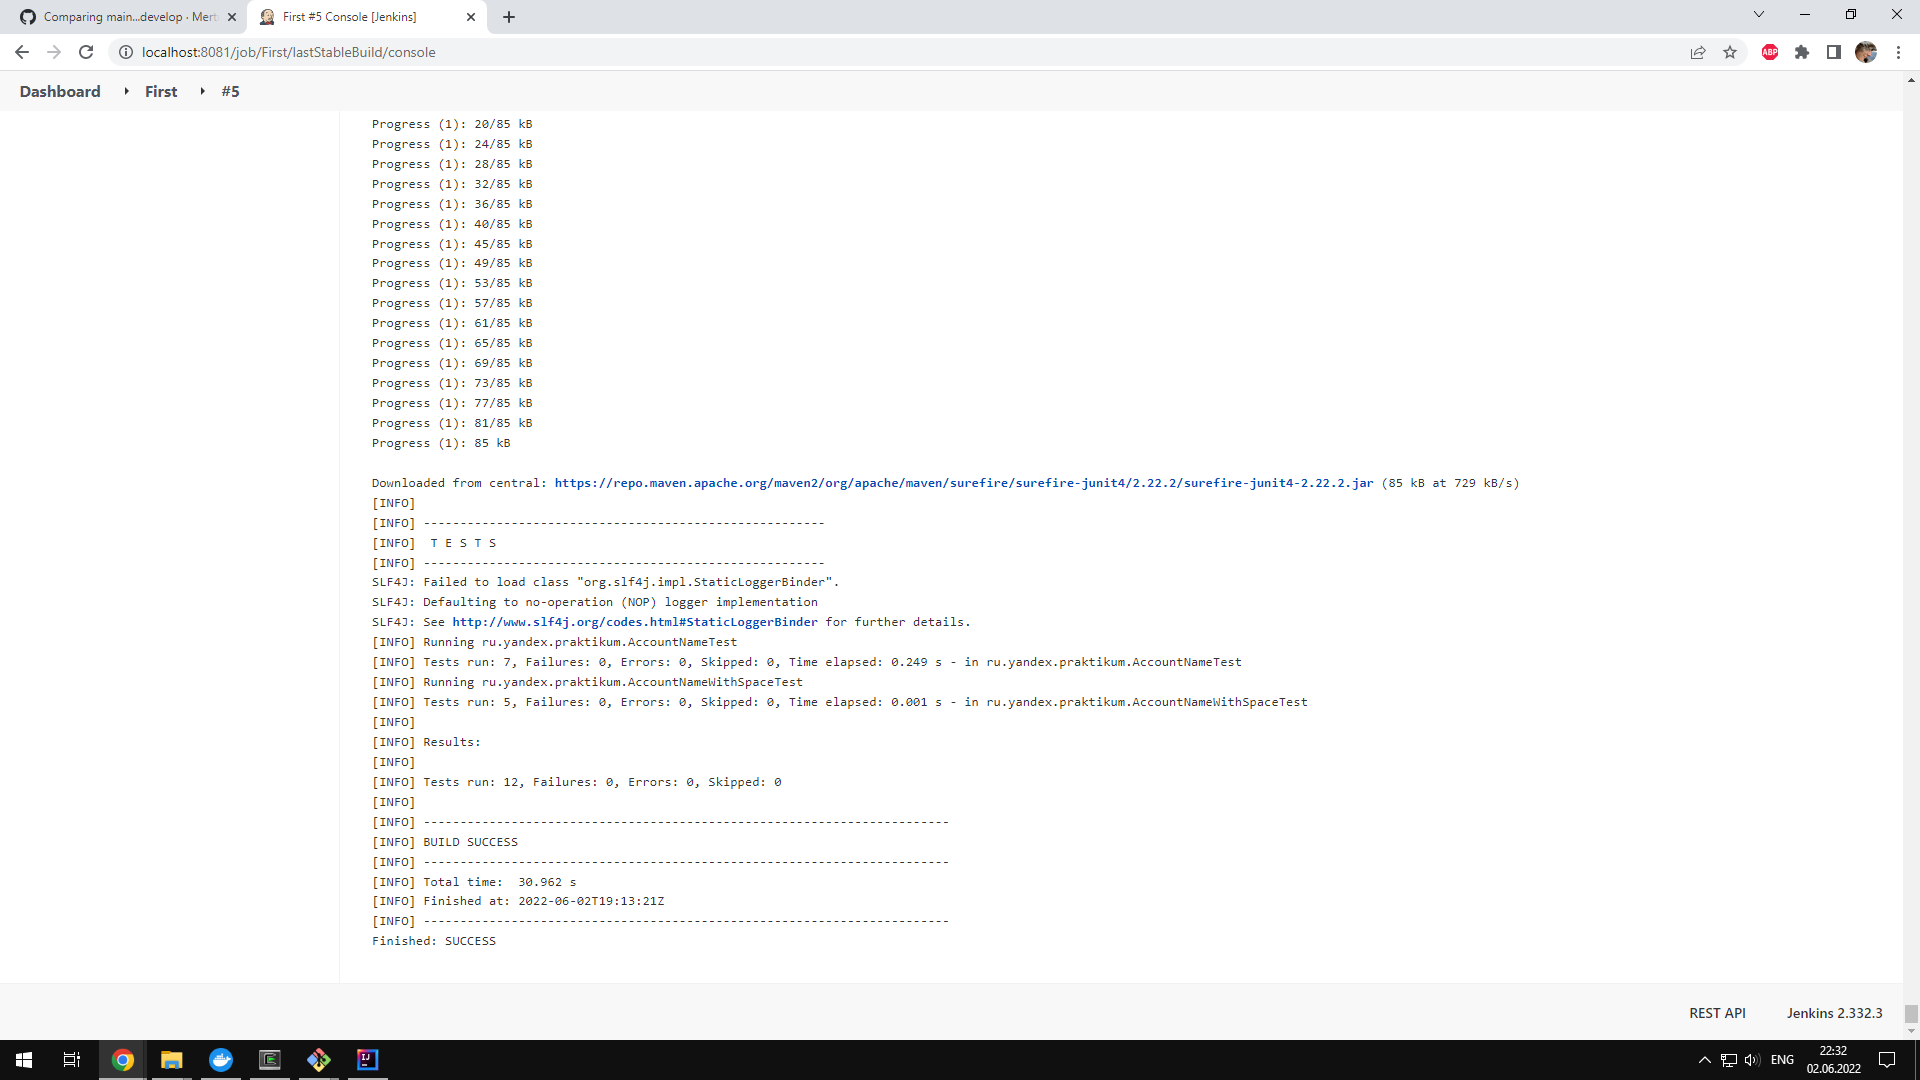 Comparing main...develop · Mert
First #5 Console [Jenkins]
localhost:8081/job/First/lastStableBuild/console
ABP
Dashboard
First
#5
Progress (1): 20/85 kB
Progress (1): 24/85 kB
Progress (1): 28/85 kB
Progress (1): 32/85 kB
Progress (1): 36/85 kB
Progress (1): 40/85 kB
Progress (1): 45/85 kB
Progress (1): 49/85 kB
Progress (1): 53/85 kB
Progress (1): 57/85 kB
Progress (1): 61/85 kB
Progress (1): 65/85 kB
Progress (1): 69/85 kB
Progress (1): 73/85 kB
Progress (1): 77/85 kB
Progress (1): 81/85 kB
Progress (1): 85 kB
Downloaded from central: https://repo.maven.apache.org/maven2/org/apache/maven/surefire/surefire-junit4/2.22.2/surefire-junit4-2.22.2.jar (85 kB at 729 kB/s)
[INFO]
[INFO] -------------------------------------------------------
[INFO]  T E S T S
[INFO] -------------------------------------------------------
SLF4J: Failed to load class "org.slf4j.impl.StaticLoggerBinder".
SLF4J: Defaulting to no-operation (NOP) logger implementation
SLF4J: See http://www.slf4j.org/codes.html#StaticLoggerBinder for further details.
[INFO] Running ru.yandex.praktikum.AccountNameTest
[INFO] Tests run: 7, Failures: 0, Errors: 0, Skipped: 0, Time elapsed: 0.249 s - in ru.yandex.praktikum.AccountNameTest
[INFO] Running ru.yandex.praktikum.AccountNameWithSpaceTest
[INFO] Tests run: 5, Failures: 0, Errors: 0, Skipped: 0, Time elapsed: 0.001 s - in ru.yandex.praktikum.AccountNameWithSpaceTest
[INFO]
[INFO] Results:
[INFO]
[INFO] Tests run: 12, Failures: 0, Errors: 0, Skipped: 0
[INFO]
[INFO] ------------------------------------------------------------------------
[INFO] BUILD SUCCESS
[INFO] ------------------------------------------------------------------------
[INFO] Total time:  30.962 s
[INFO] Finished at: 2022-06-02T19:13:21Z
[INFO] ------------------------------------------------------------------------
Finished: SUCCESS
REST API
Jenkins 2.332.3
IJ
ENG
22:32
02.06.2022